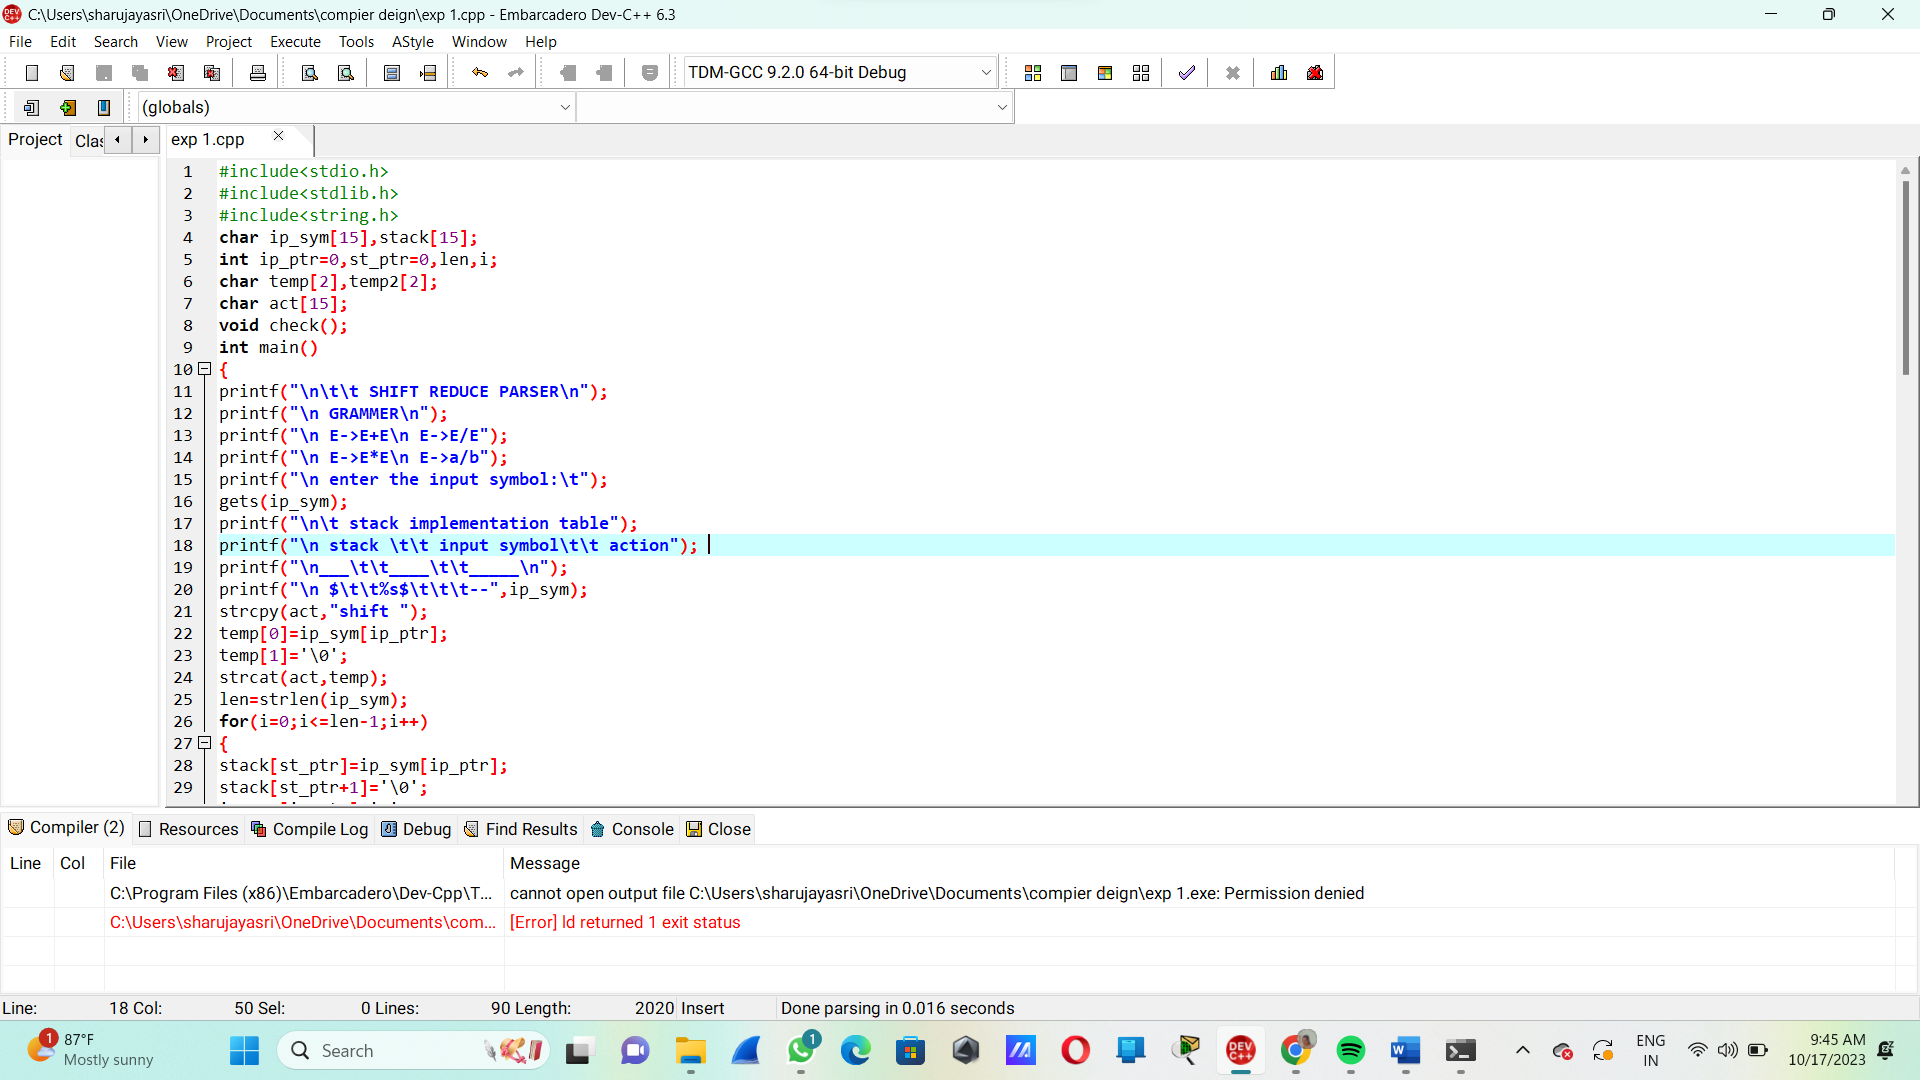 C:\Users\sharujayasri\OneDrive\Documents\compier deign\exp 1.cpp - Embarcadero Dev-C++ 6.3
File Edit Search View Project Execute Tools AStyle Window Help
TDM-GCC 9.2.0 64-bit Debug
(globals)
Project Clas exp 1.cpp
1 #include<stdio.h>
2 #include<stdlib.h>
3 #include<string.h>
4 char ip_sym[15],stack[15];
5 int ip_ptr=0,st_ptr=0,len,i;
6 char temp[2],temp2[2];
7 char act[15];
8 void check();
9 int main()
10 {
11 printf("\n\t\t SHIFT REDUCE PARSER\n");
12 printf("\n GRAMMER\n");
13 printf("\n E->E+E\n E->E/E");
14 printf("\n E->E*E\n E->a/b");
15 printf("\n enter the input symbol:\t");
16 gets(ip_sym);
17 printf("\n\t stack implementation table");
18 printf("\n stack \t\t input symbol\t\t action");
19 printf("\n___\t\t____\t\t_____\n");
20 printf("\n $\t\t%s$\t\t\t--",ip_sym);
21 strcpy(act,"shift ");
22 temp[0]=ip_sym[ip_ptr];
23 temp[1]='\0';
24 strcat(act,temp);
25 len=strlen(ip_sym);
26 for(i=0;i<=len-1;i++)
27 {
28 stack[st_ptr]=ip_sym[ip_ptr];
29 stack[st_ptr+1]='\0';
Compiler (2) Resources Compile Log Debug Find Results Console Close
Line Col File Message
C:\Program Files (x86)\Embarcadero\Dev-Cpp\T... cannot open output file C:\Users\sharujayasri\OneDrive\Documents\compier deign\exp 1.exe: Permission denied
C:\Users\sharujayasri\OneDrive\Documents\com... [Error] ld returned 1 exit status
Line: 18 Col: 50 Sel: 0 Lines: 90 Length: 2020 Insert Done parsing in 0.016 seconds
1 87°F
Mostly sunny
Search
1
DEV C++
W
ENG
IN
9:45 AM
10/17/2023